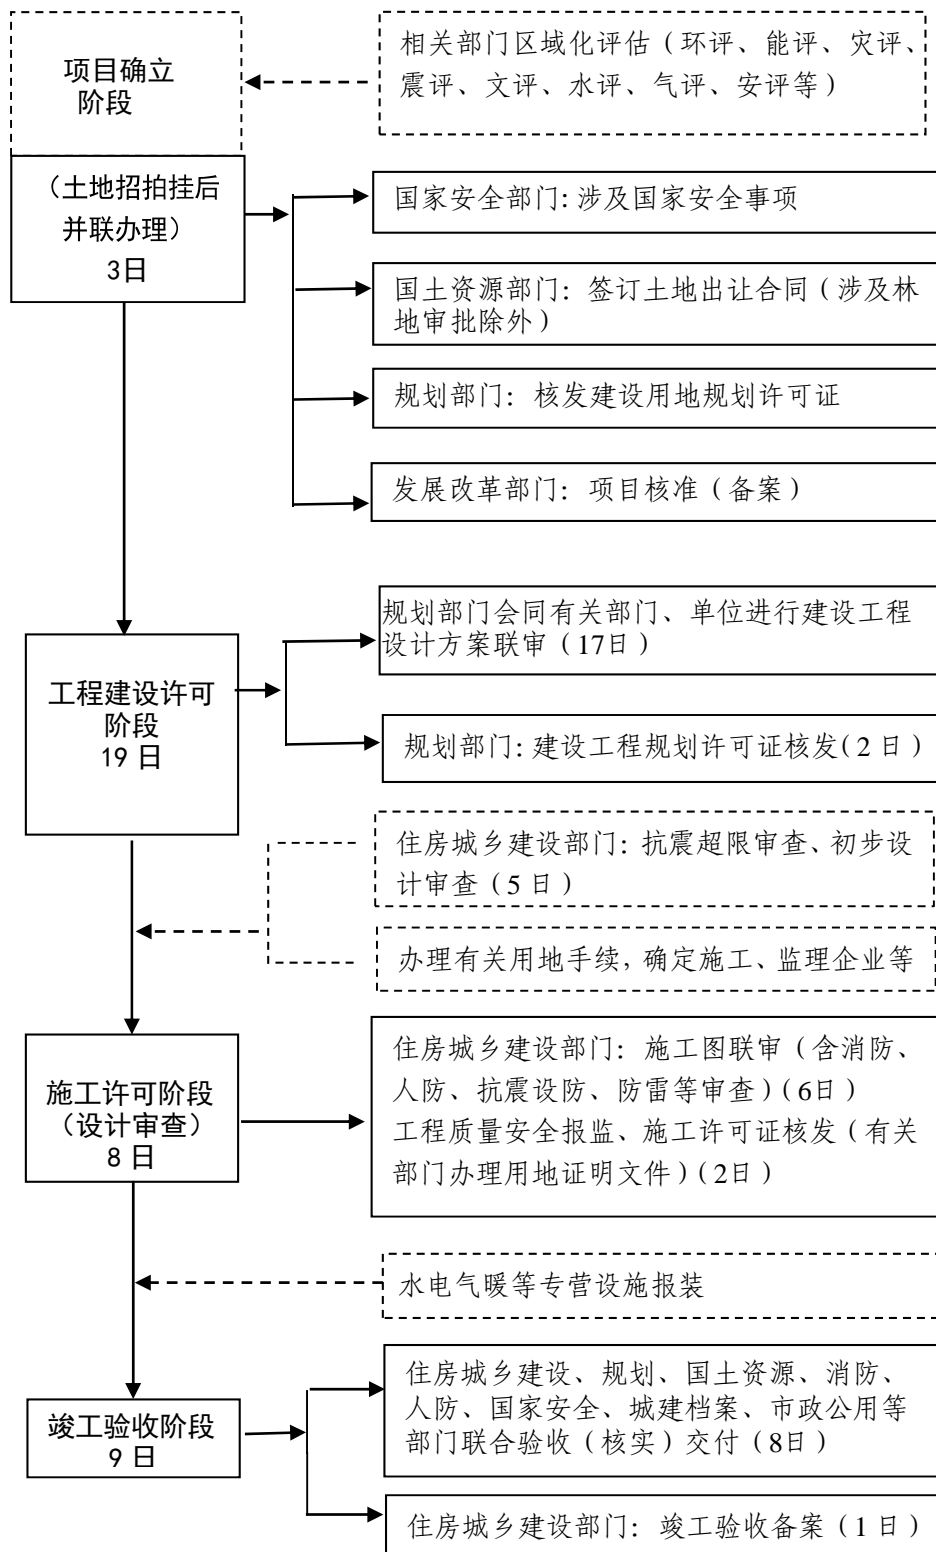 项目确立
阶段
相关部门区域化评估（环评、能评、灾评、
震评、文评、水评、气评、安评等）
（土地招拍挂后
并联办理）
3日
国家安全部门：涉及国家安全事项
国土资源部门：签订土地出让合同（涉及林
地审批除外）
规划部门：核发建设用地规划许可证
发展改革部门：项目核准（备案）
工程建设许可
阶段
19 日
规划部门会同有关部门、单位进行建设工程
设计方案联审（17日）
规划部门：建设工程规划许可证核发（2 日）
住房城乡建设部门：抗震超限审查、初步设
计审查（5 日）
办理有关用地手续，确定施工、监理企业等
施工许可阶段
（设计审查）
8 日
住房城乡建设部门：施工图联审（含消防、
人防、抗震设防、防雷等审查）（6日）
工程质量安全报监、施工许可证核发（有关
部门办理用地证明文件）（2日）
水电气暖等专营设施报装
竣工验收阶段
9 日
住房城乡建设、规划、国土资源、消防、
人防、国家安全、城建档案、市政公用等
部门联合验收（核实）交付（8日）
住房城乡建设部门：竣工验收备案（1 日）